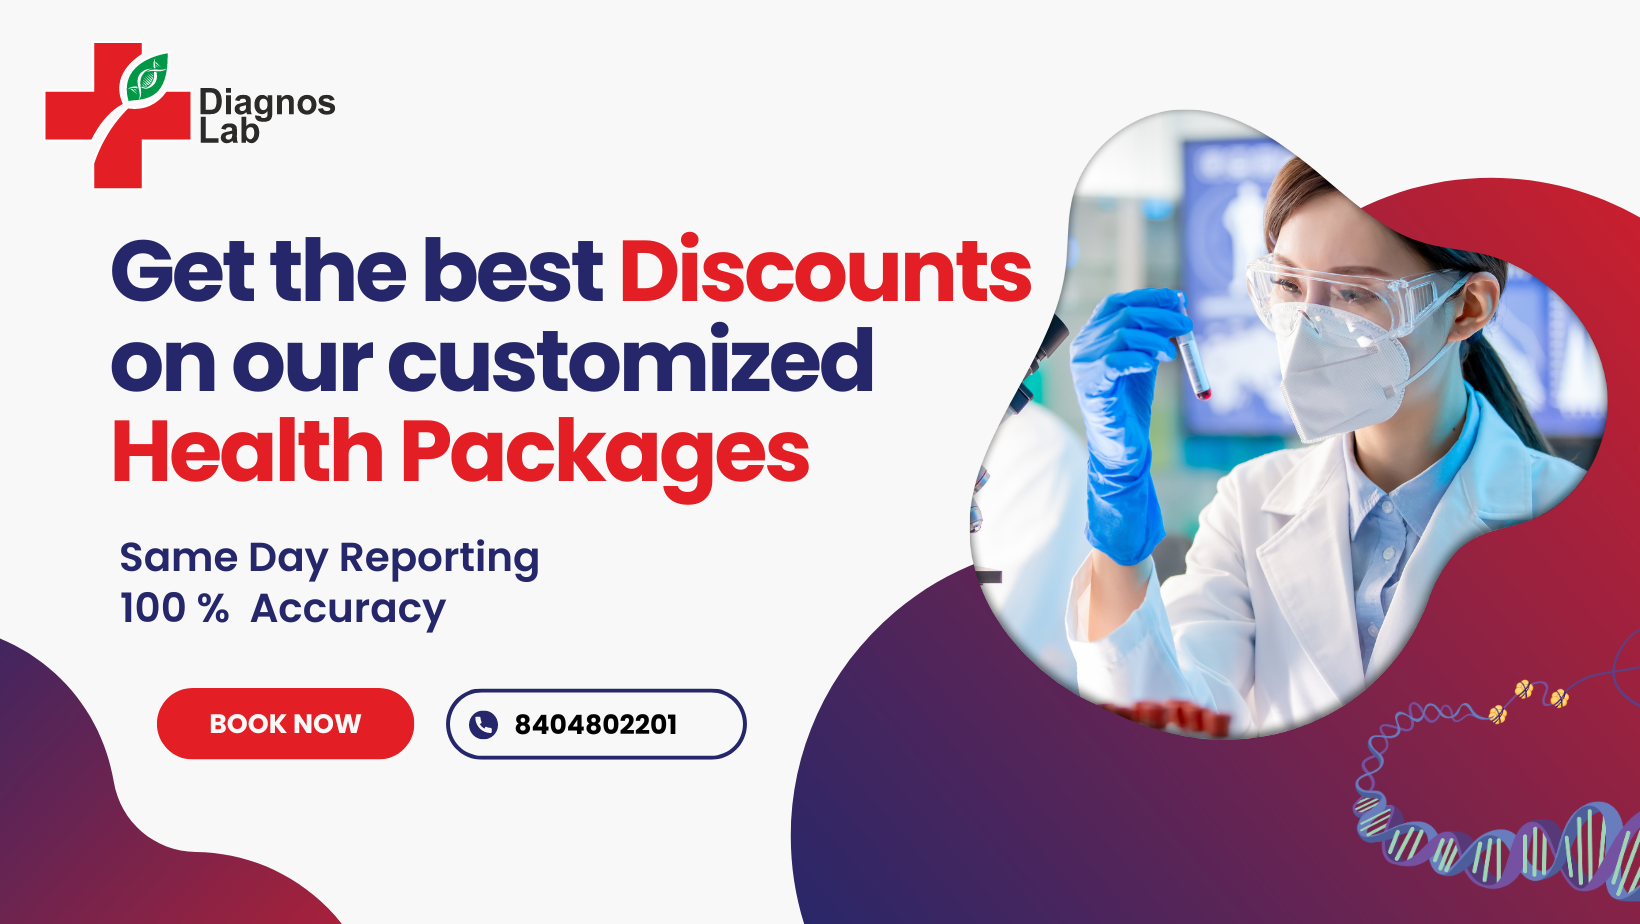 Diagnos
Lab
Get the best Discounts
on our customized
Health Packages
Same Day Reporting
100 % Accuracy
BOOK NOW
8404802201